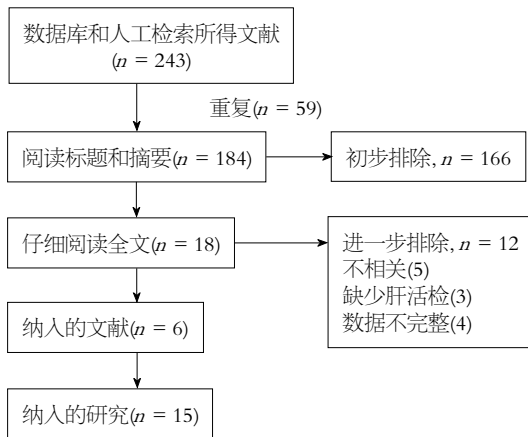 数据库和人工检索所得文献
(n = 243)
重复(n = 59)
阅读标题和摘要(n = 184)
初步排除, n = 166
仔细阅读全文(n = 18)
进一步排除, n = 12
不相关(5)
缺少肝活检(3)
数据不完整(4)
纳入的文献(n = 6)
纳入的研究(n = 15)